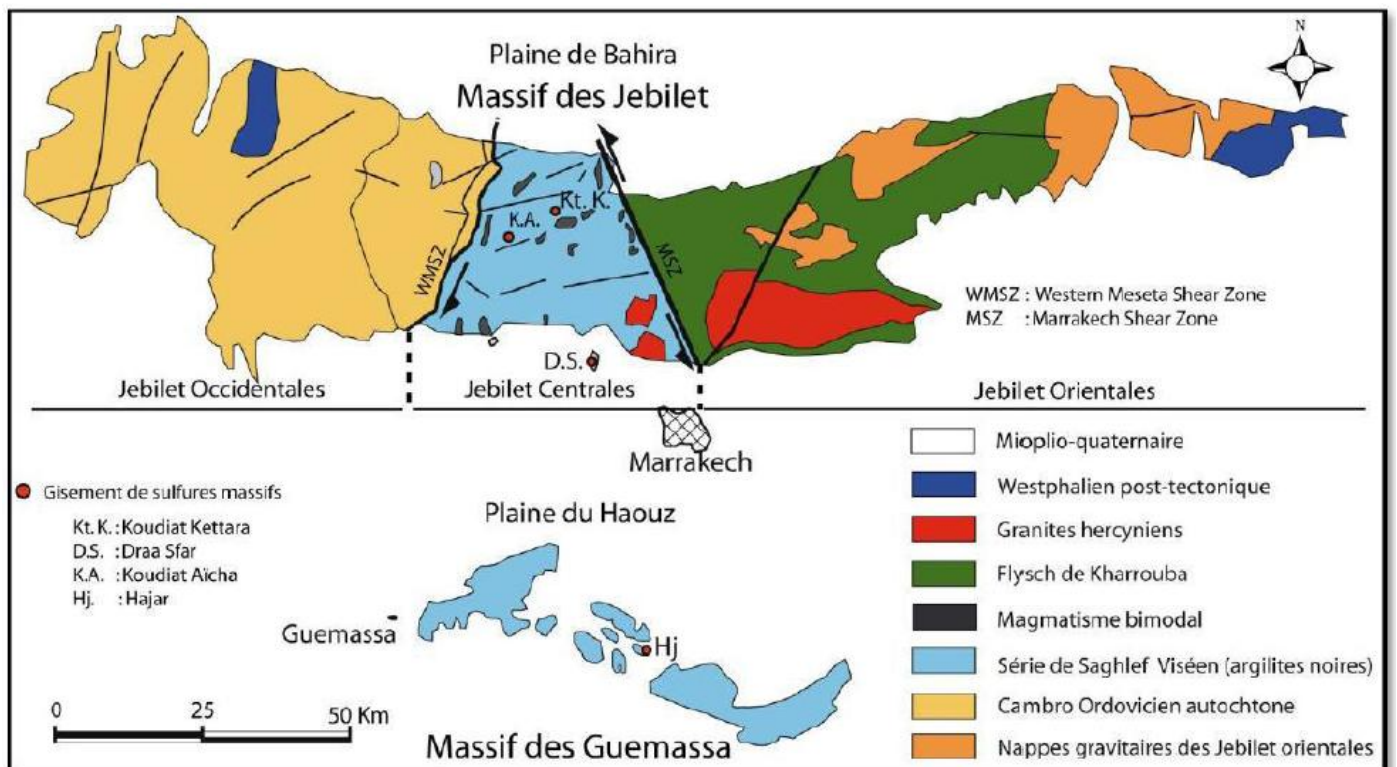 N
Plaine de Bahira
Massif des Jebilet
Kt. K.
K.A.
WMSZ
MSZ
WMSZ : Western Meseta Shear Zone
MSZ : Marrakech Shear Zone
D.S.
Jebilet Occidentales
Jebilet Centrales
Jebilet Orientales
Marrakech
Gisement de sulfures massifs
Kt. K. : Koudiat Kettara
D.S. : Draa Sfar
K.A. : Koudiat Aïcha
Hj. : Hajar
Plaine du Haouz
Guemassa
Hj
0 25 50 Km
Massif des Guemassa
Mioplio-quaternaire
Westphalien post-tectonique
Granites hercyniens
Flysch de Kharrouba
Magmatisme bimodal
Série de Saghlef Viséen (argilites noires)
Cambro Ordovicien autochtone
Nappes gravitaires des Jebilet orientales